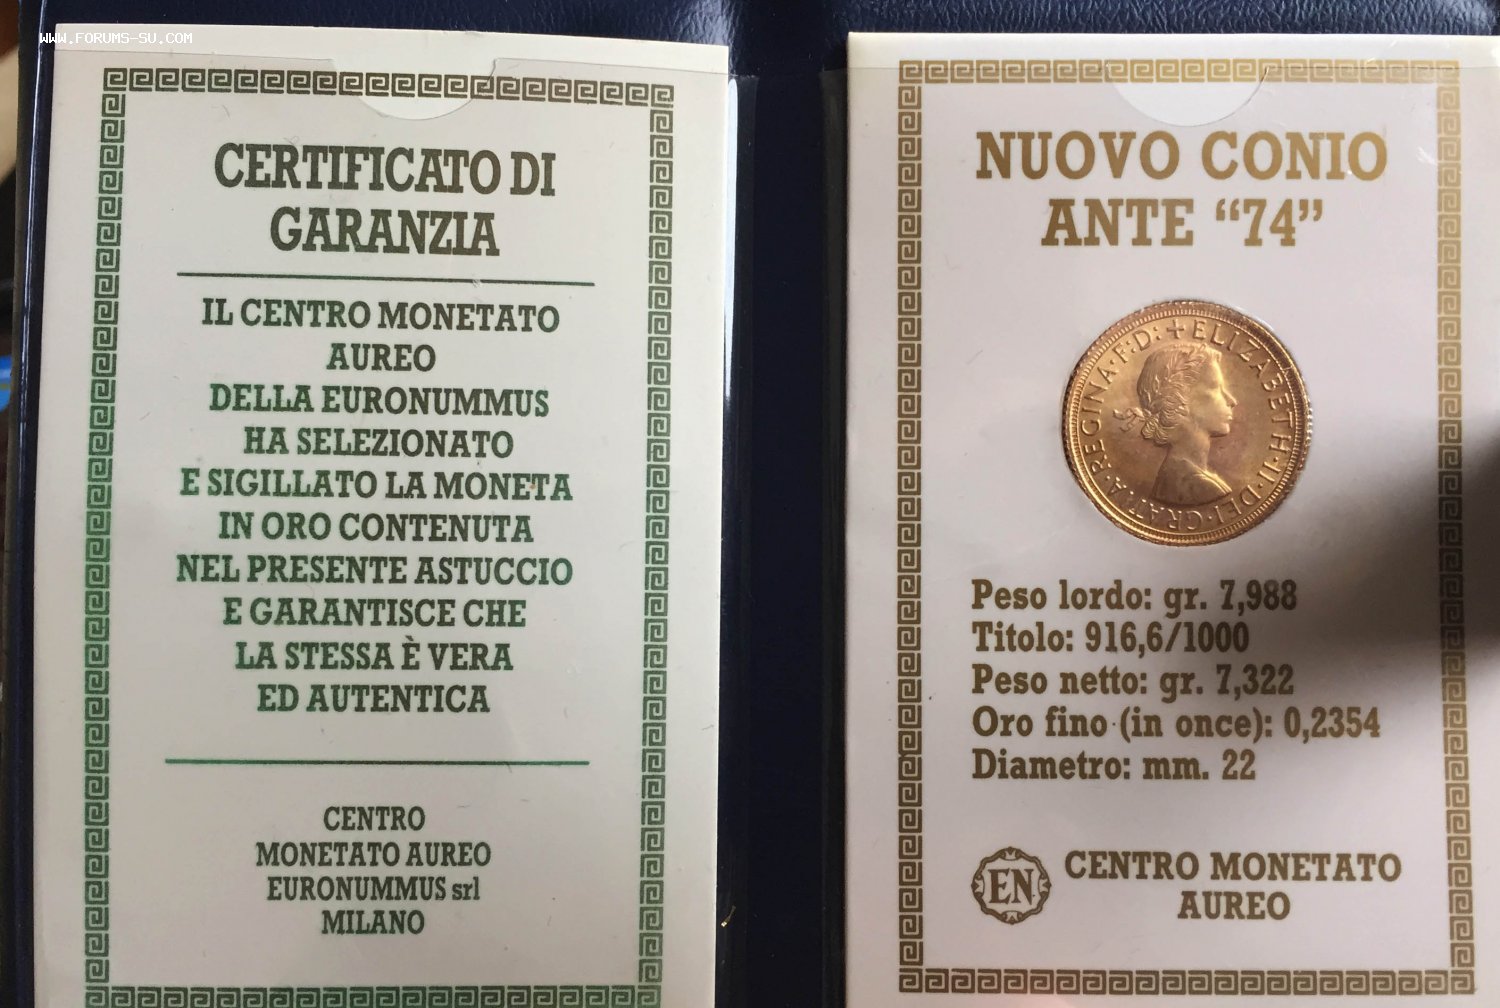 www.forums-su.com
CERTIFICATO DI
GARANZIA
IL CENTRO MONETATO
AUREO
DELLA EURONUMMUS
HA SELEZIONATO
E SIGILLATO LA MONETA
IN ORO CONTENUTA
NEL PRESENTE ASTUCCIO
E GARANTISCE CHE
LA STESSA È VERA
ED AUTENTICA
CENTRO
MONETATO AUREO
EURONUMMUS srl
MILANO
NUOVO CONIO
ANTE “74”
+ELIZABETH·II·DEI·GRATIA·REGINA·F:D:
Peso lordo: gr. 7,988
Titolo: 916,6/1000
Peso netto: gr. 7,322
Oro fino (in once): 0,2354
Diametro: mm. 22
EN
CENTRO MONETATO
AUREO